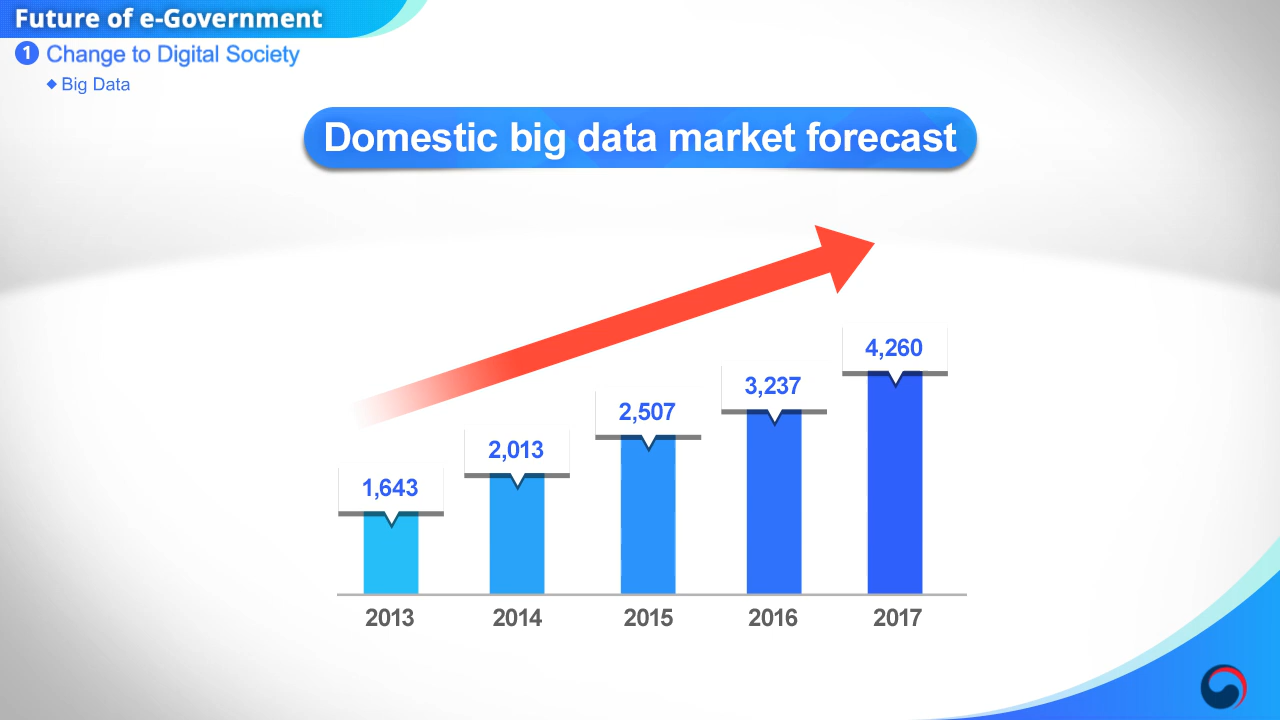 Future of e-Government
1 Change to Digital Society
◆ Big Data
Domestic big data market forecast
4,260
3,237
2,507
2,013
1,643
2013 2014 2015 2016 2017